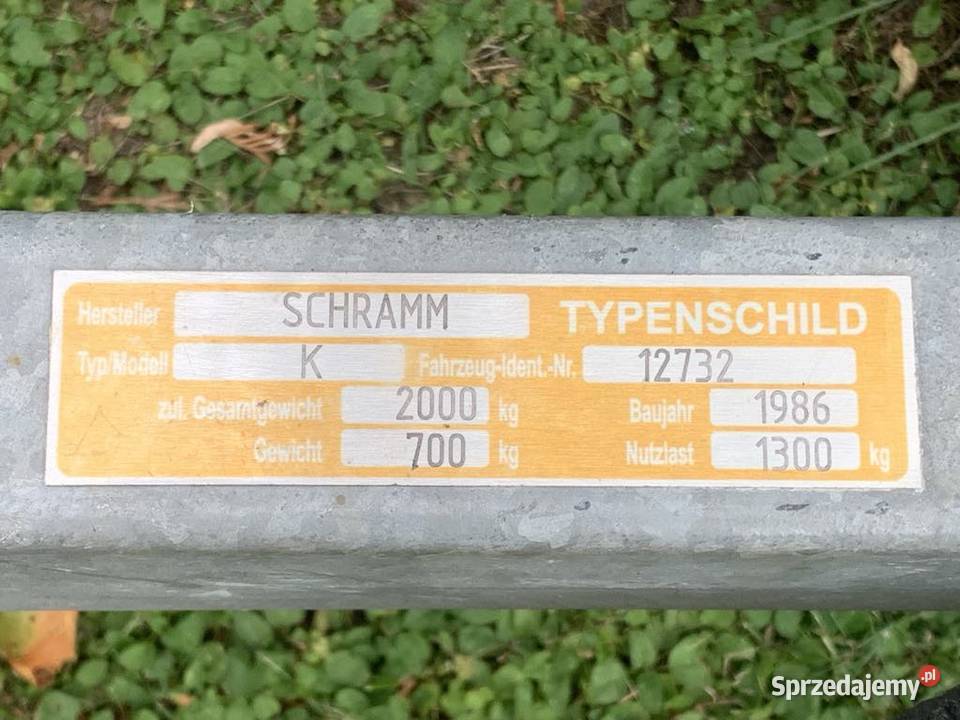 Hersteller SCHRAMM TYPENSCHILD
Typ/Modell K Fahrzeug-Ident.-Nr. 12732
zul. Gesamtgewicht 2000 kg Baujahr 1986
Gewicht 700 kg Nutzlast 1300 kg
Sprzedajemy.pl